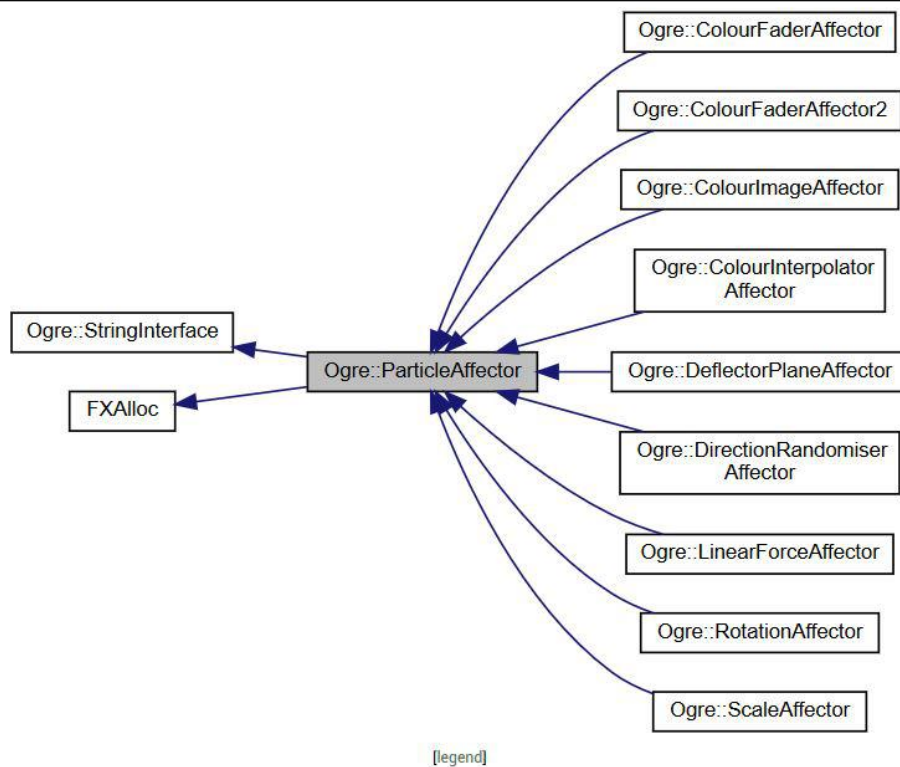 Ogre::ColourFaderAffector
Ogre::ColourFaderAffector2
Ogre::ColourImageAffector
Ogre::ColourInterpolator
Affector
Ogre::StringInterface
Ogre::ParticleAffector
Ogre::DeflectorPlaneAffector
FXAlloc
Ogre::DirectionRandomiser
Affector
Ogre::LinearForceAffector
Ogre::RotationAffector
Ogre::ScaleAffector
[legend]